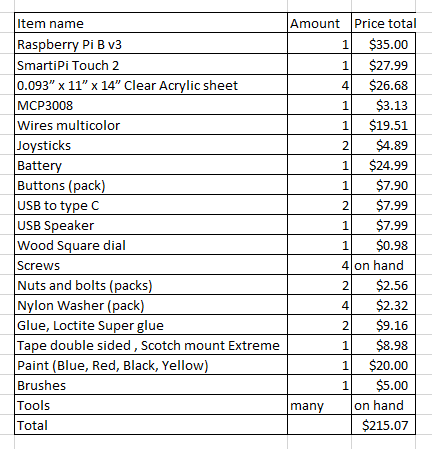 Item name Amount Price total
Raspberry Pi B v3 1 $35.00
SmartiPi Touch 2 1 $27.99
0.093” x 11” x 14” Clear Acrylic sheet 4 $26.68
MCP3008 1 $3.13
Wires multicolor 1 $19.51
Joysticks 2 $4.89
Battery 1 $24.99
Buttons (pack) 1 $7.90
USB to type C 2 $7.99
USB Speaker 1 $7.99
Wood Square dial 1 $0.98
Screws 4 on hand
Nuts and bolts (packs) 2 $2.56
Nylon Washer (pack) 4 $2.32
Glue, Loctite Super glue 2 $9.16
Tape double sided , Scotch mount Extreme 1 $8.98
Paint (Blue, Red, Black, Yellow) 1 $20.00
Brushes 1 $5.00
Tools many on hand
Total $215.07